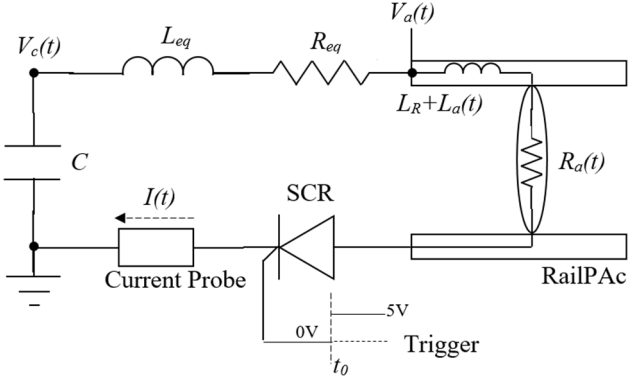 Va(t)
Vc(t)
Leq
Req
LR+La(t)
C
Ra(t)
I(t)
SCR
Current Probe
RailPAc
5V
0V
Trigger
t0